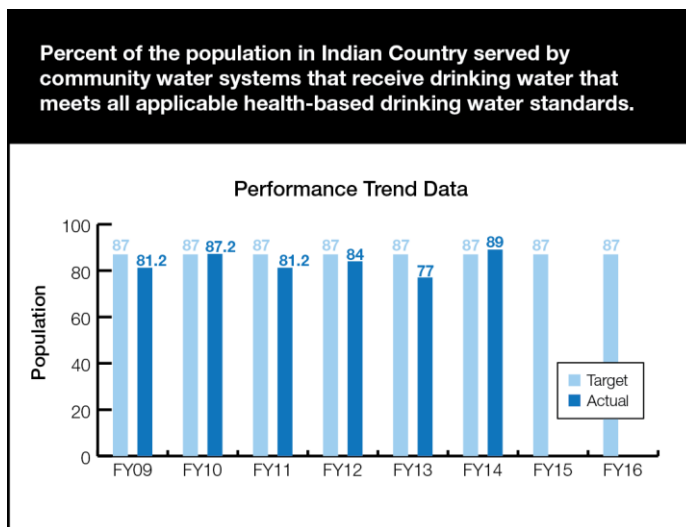 Percent of the population in Indian Country served by
community water systems that receive drinking water that
meets all applicable health-based drinking water standards.
Performance Trend Data
Population
100
80
60
40
20
0
87
81.2
87
87.2
87
81.2
87
84
87
77
87
89
87
87
FY09
FY10
FY11
FY12
FY13
FY14
FY15
FY16
Target
Actual